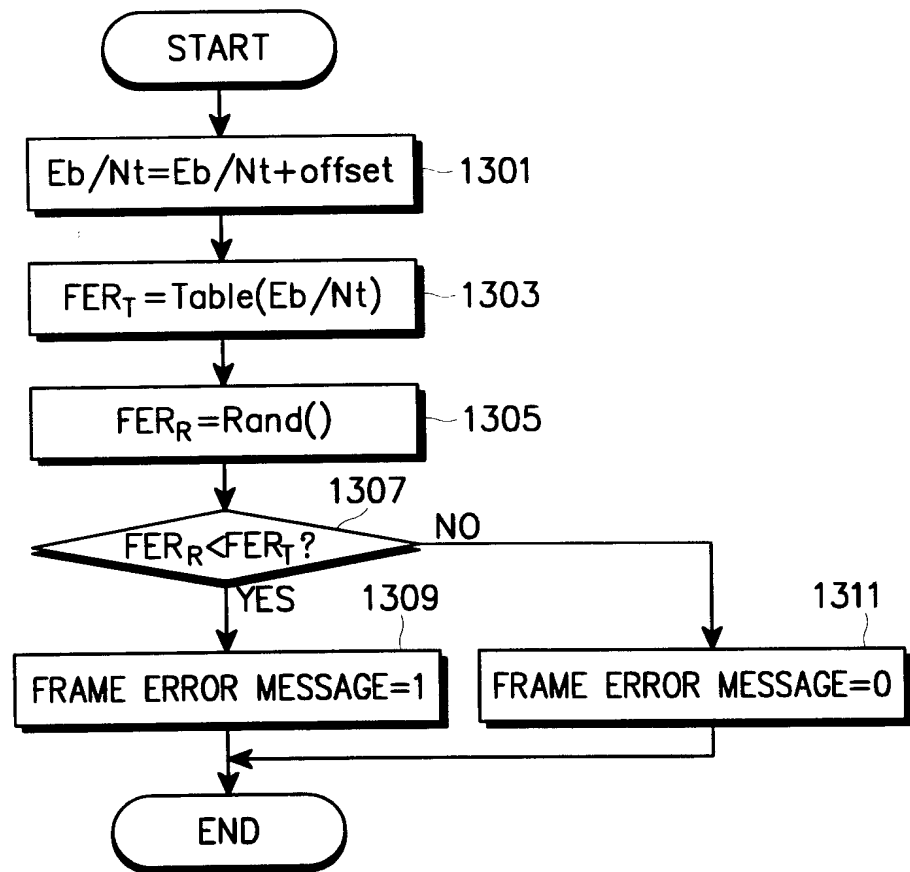 START
Eb/Nt=Eb/Nt+offset
1301
FER_T=Table(Eb/Nt)
1303
FER_R=Rand()
1305
1307
FER_R<FER_T?
NO
YES
1309
FRAME ERROR MESSAGE=1
1311
FRAME ERROR MESSAGE=0
END